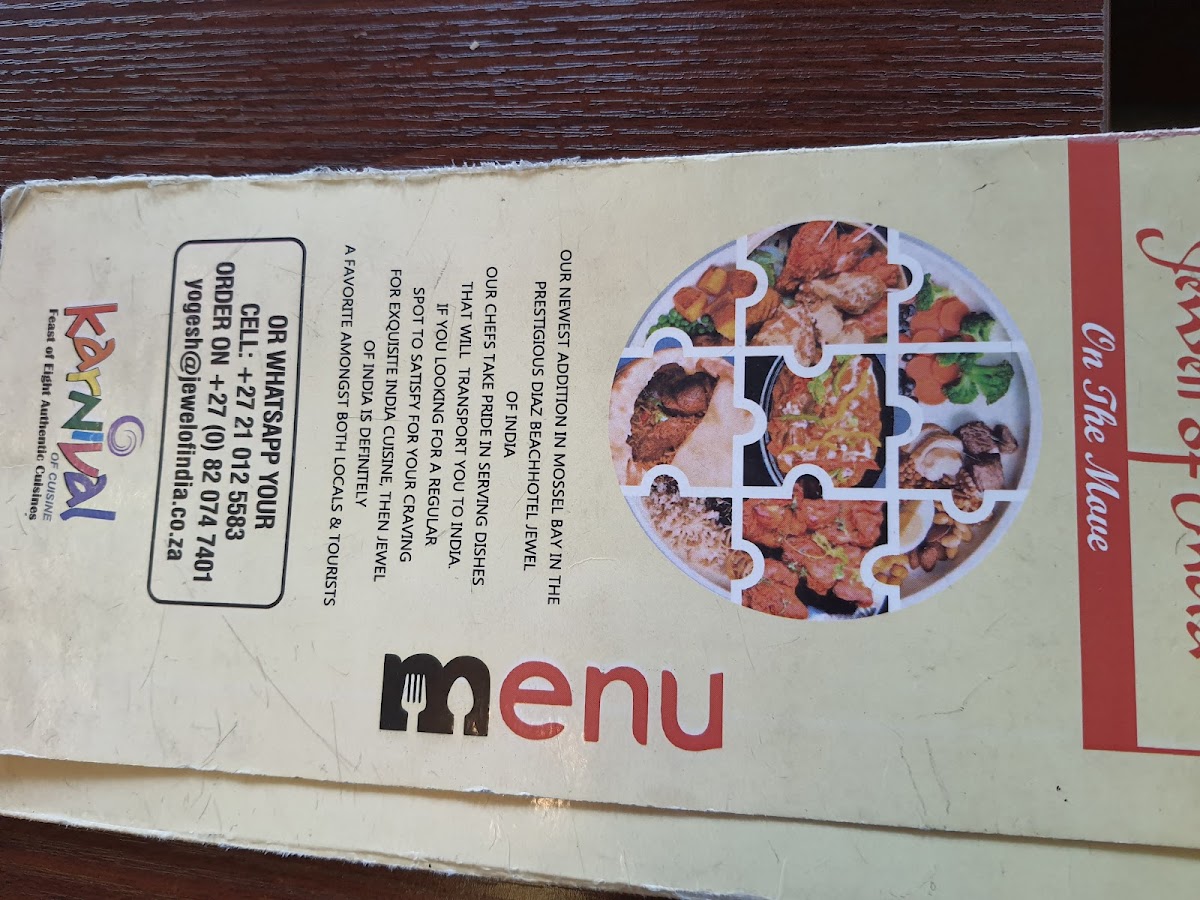 Jewel of India
On The Move
OUR NEWEST ADDITION IN MOSSEL BAY IN THE
PRESTIGIOUS DIAZ BEACHHOTEL JEWEL
OF INDIA
OUR CHEFS TAKE PRIDE IN SERVING DISHES
THAT WILL TRANSPORT YOU TO INDIA.
IF YOU LOOKING FOR A REGULAR
SPOT TO SATISFY FOR YOUR CRAVING
FOR EXQUISITE INDIA CUISINE, THEN JEWEL
OF INDIA IS DEFINITELY
A FAVORITE AMONGST BOTH LOCALS & TOURISTS
menu
OR WHATSAPP YOUR
CELL: +27 21 012 5583
ORDER ON +27 (0) 82 074 7401
yogesh@jewelofindia.co.za
KarNival
OF CUISINE
Feast of Eight Authentic Cuisines